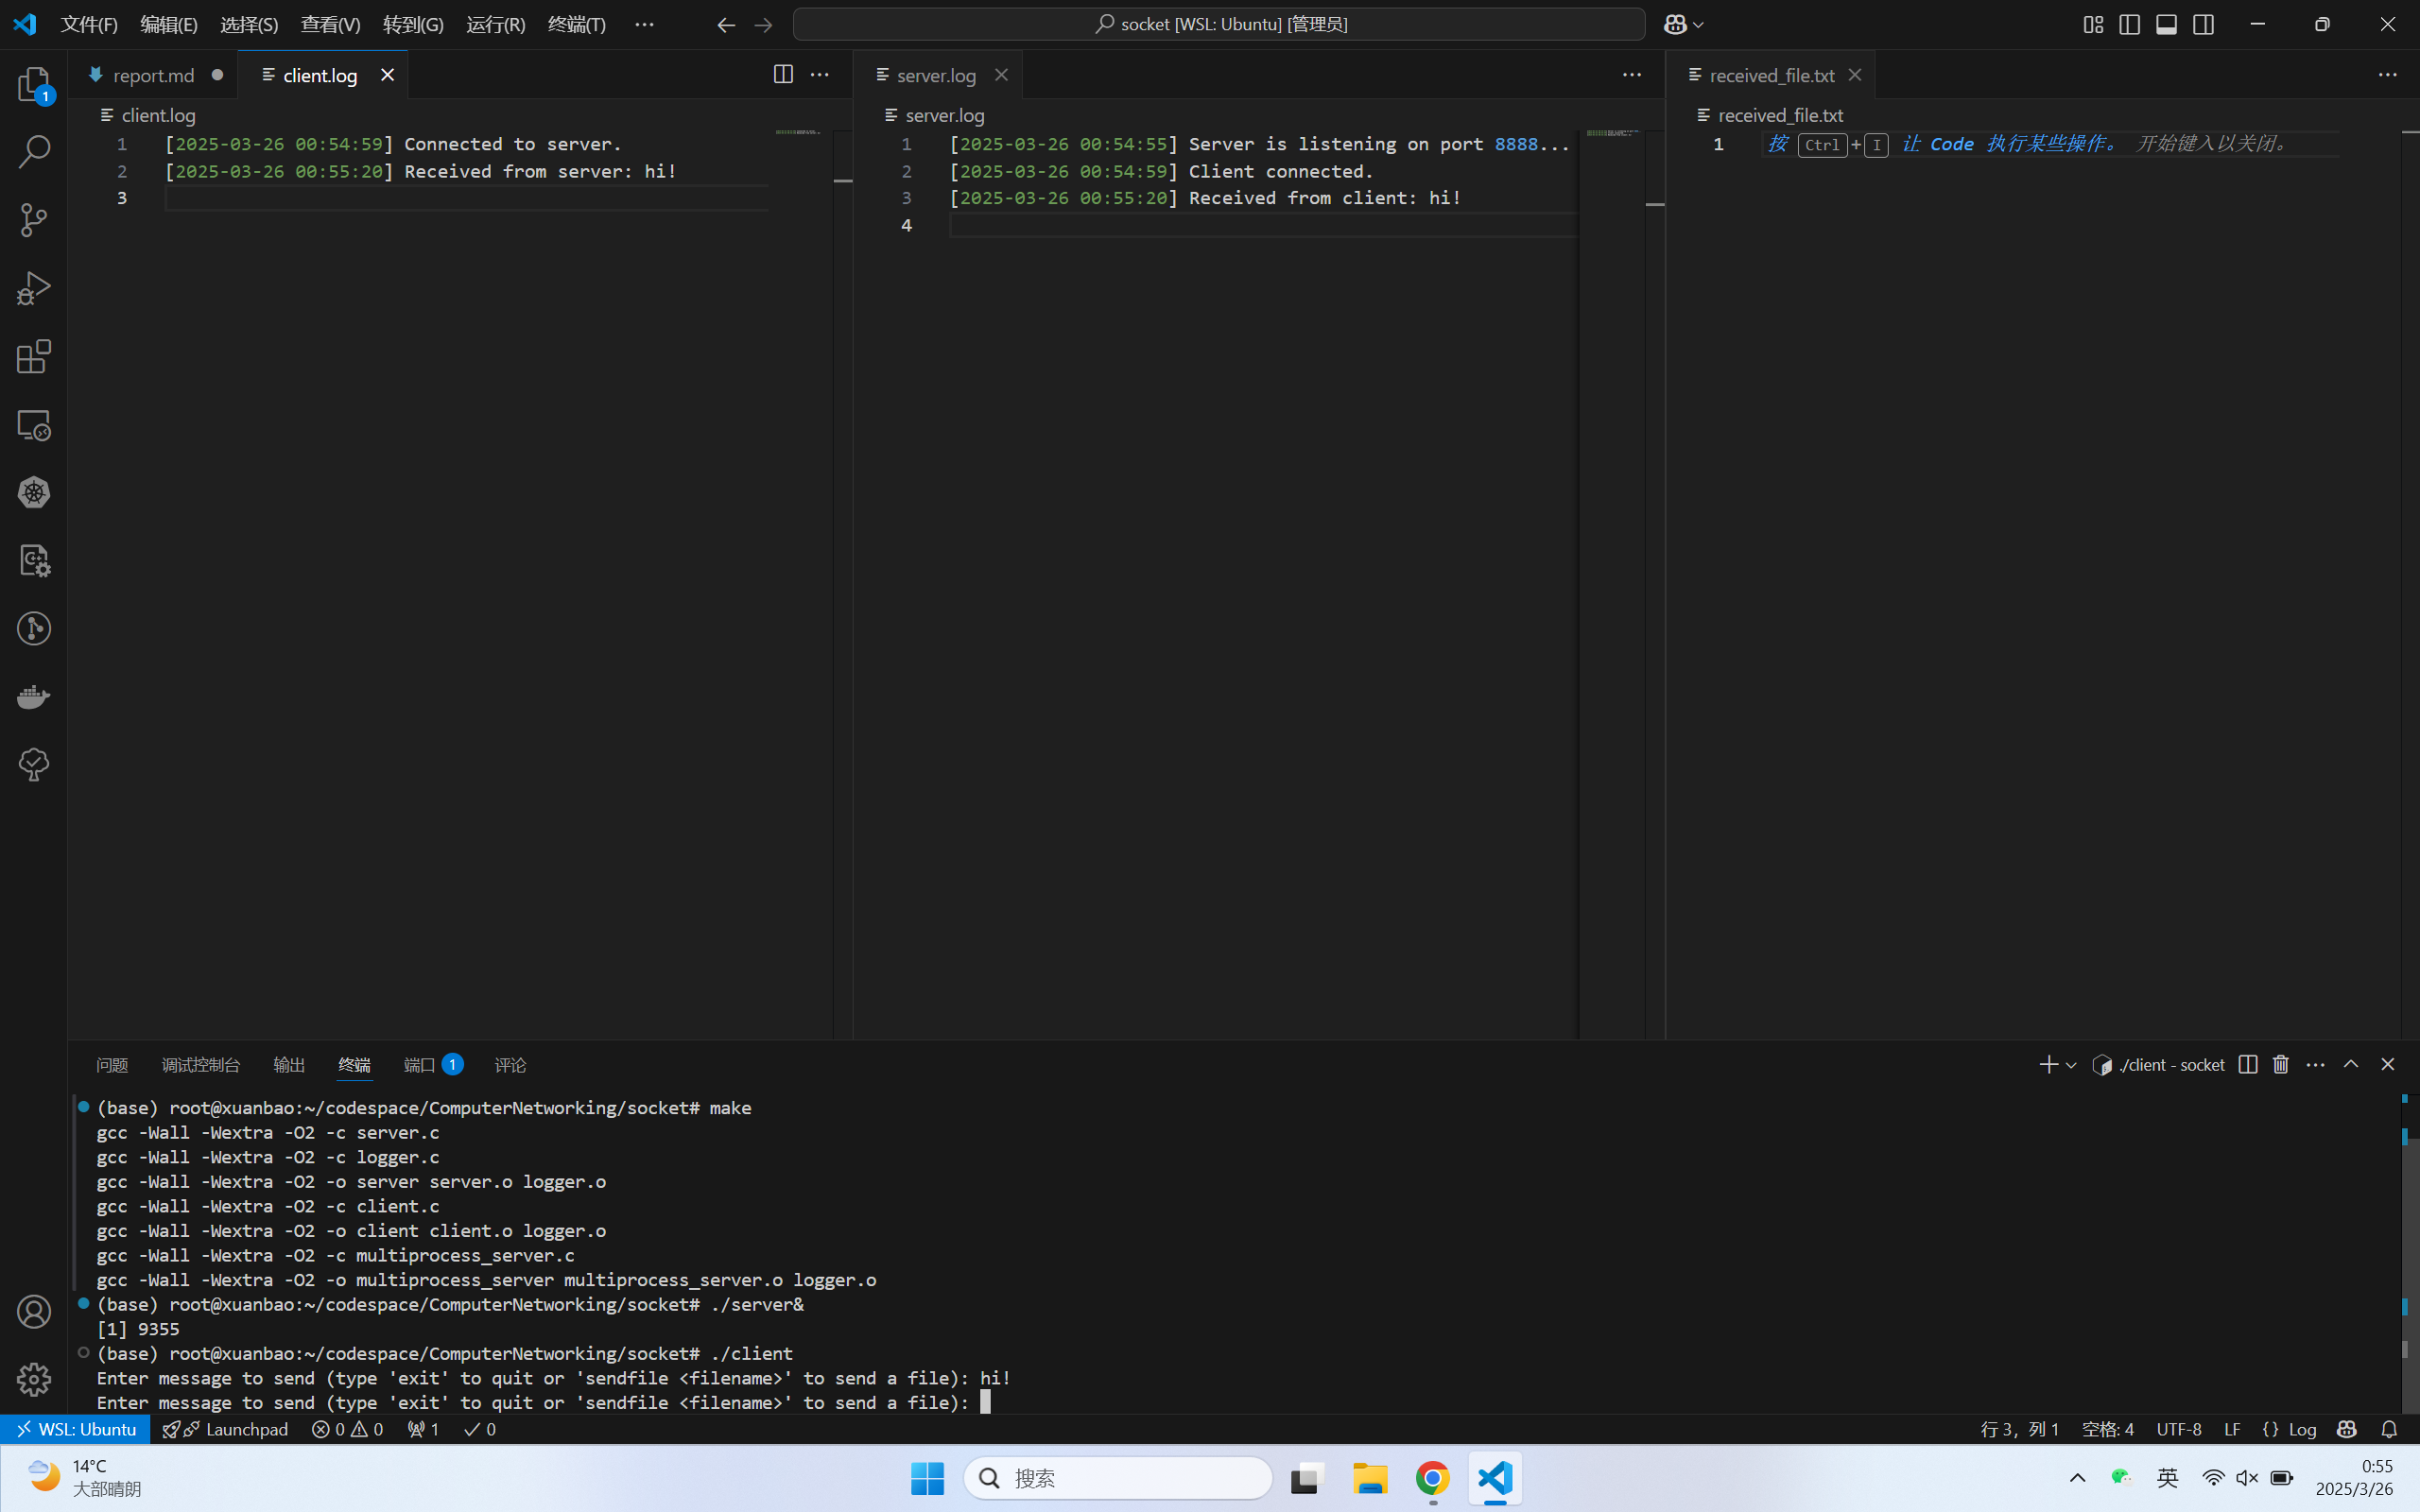 文件(F) 编辑(E) 选择(S) 查看(V) 转到(G) 运行(R) 终端(T) ··· socket [WSL: Ubuntu] [管理员]
report.md client.log server.log received_file.txt
client.log
1 [2025-03-26 00:54:59] Connected to server.
2 [2025-03-26 00:55:20] Received from server: hi!
3
server.log
1 [2025-03-26 00:54:55] Server is listening on port 8888...
2 [2025-03-26 00:54:59] Client connected.
3 [2025-03-26 00:55:20] Received from client: hi!
4
received_file.txt
1 按 Ctrl+I 让 Code 执行某些操作。 开始键入以关闭。
1
问题 调试控制台 输出 终端 端口 1 评论 ./client - socket
(base) root@xuanbao:~/codespace/ComputerNetworking/socket# make
gcc -Wall -Wextra -O2 -c server.c
gcc -Wall -Wextra -O2 -c logger.c
gcc -Wall -Wextra -O2 -o server server.o logger.o
gcc -Wall -Wextra -O2 -c client.c
gcc -Wall -Wextra -O2 -o client client.o logger.o
gcc -Wall -Wextra -O2 -c multiprocess_server.c
gcc -Wall -Wextra -O2 -o multiprocess_server multiprocess_server.o logger.o
(base) root@xuanbao:~/codespace/ComputerNetworking/socket# ./server&
[1] 9355
(base) root@xuanbao:~/codespace/ComputerNetworking/socket# ./client
Enter message to send (type 'exit' to quit or 'sendfile <filename>' to send a file): hi!
Enter message to send (type 'exit' to quit or 'sendfile <filename>' to send a file):
WSL: Ubuntu Launchpad 0 0 1 0 行 3，列 1 空格: 4 UTF-8 LF {} Log
14°C
大部晴朗
搜索
英
0:55
2025/3/26